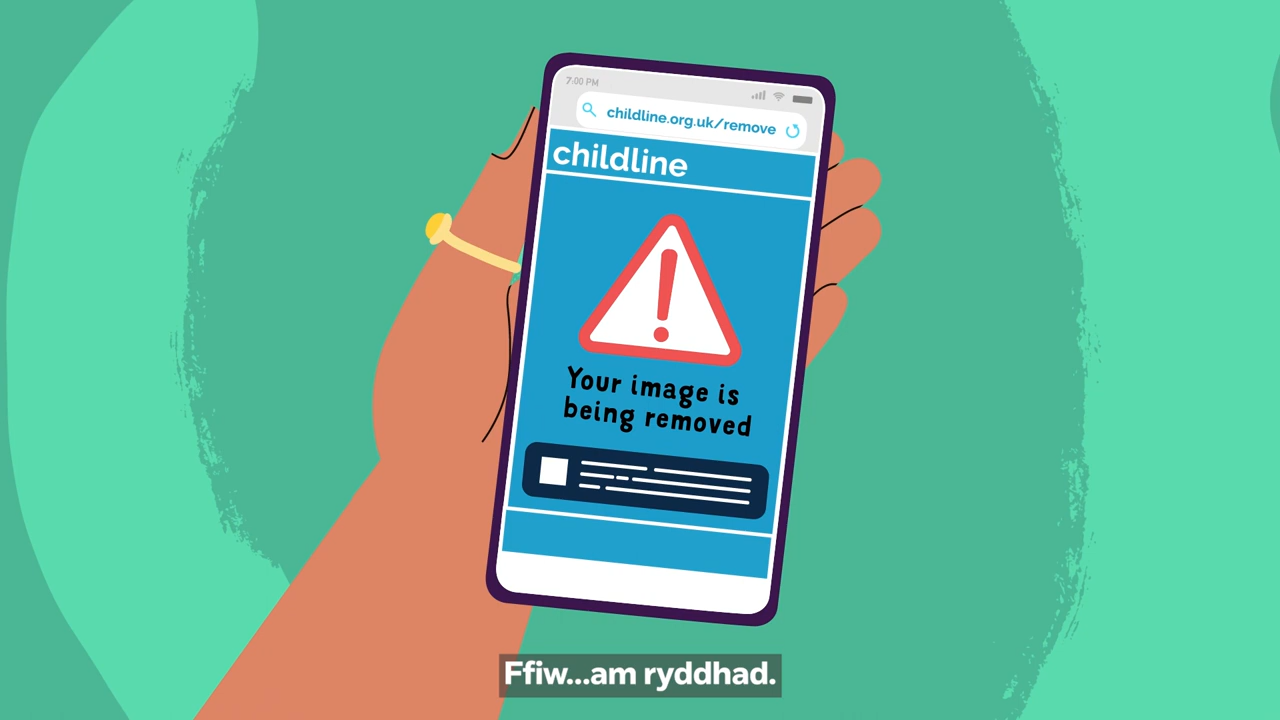 7:00 PM
childline.org.uk/remove
childline
Your image is
being removed
Ffiw...am ryddhad.